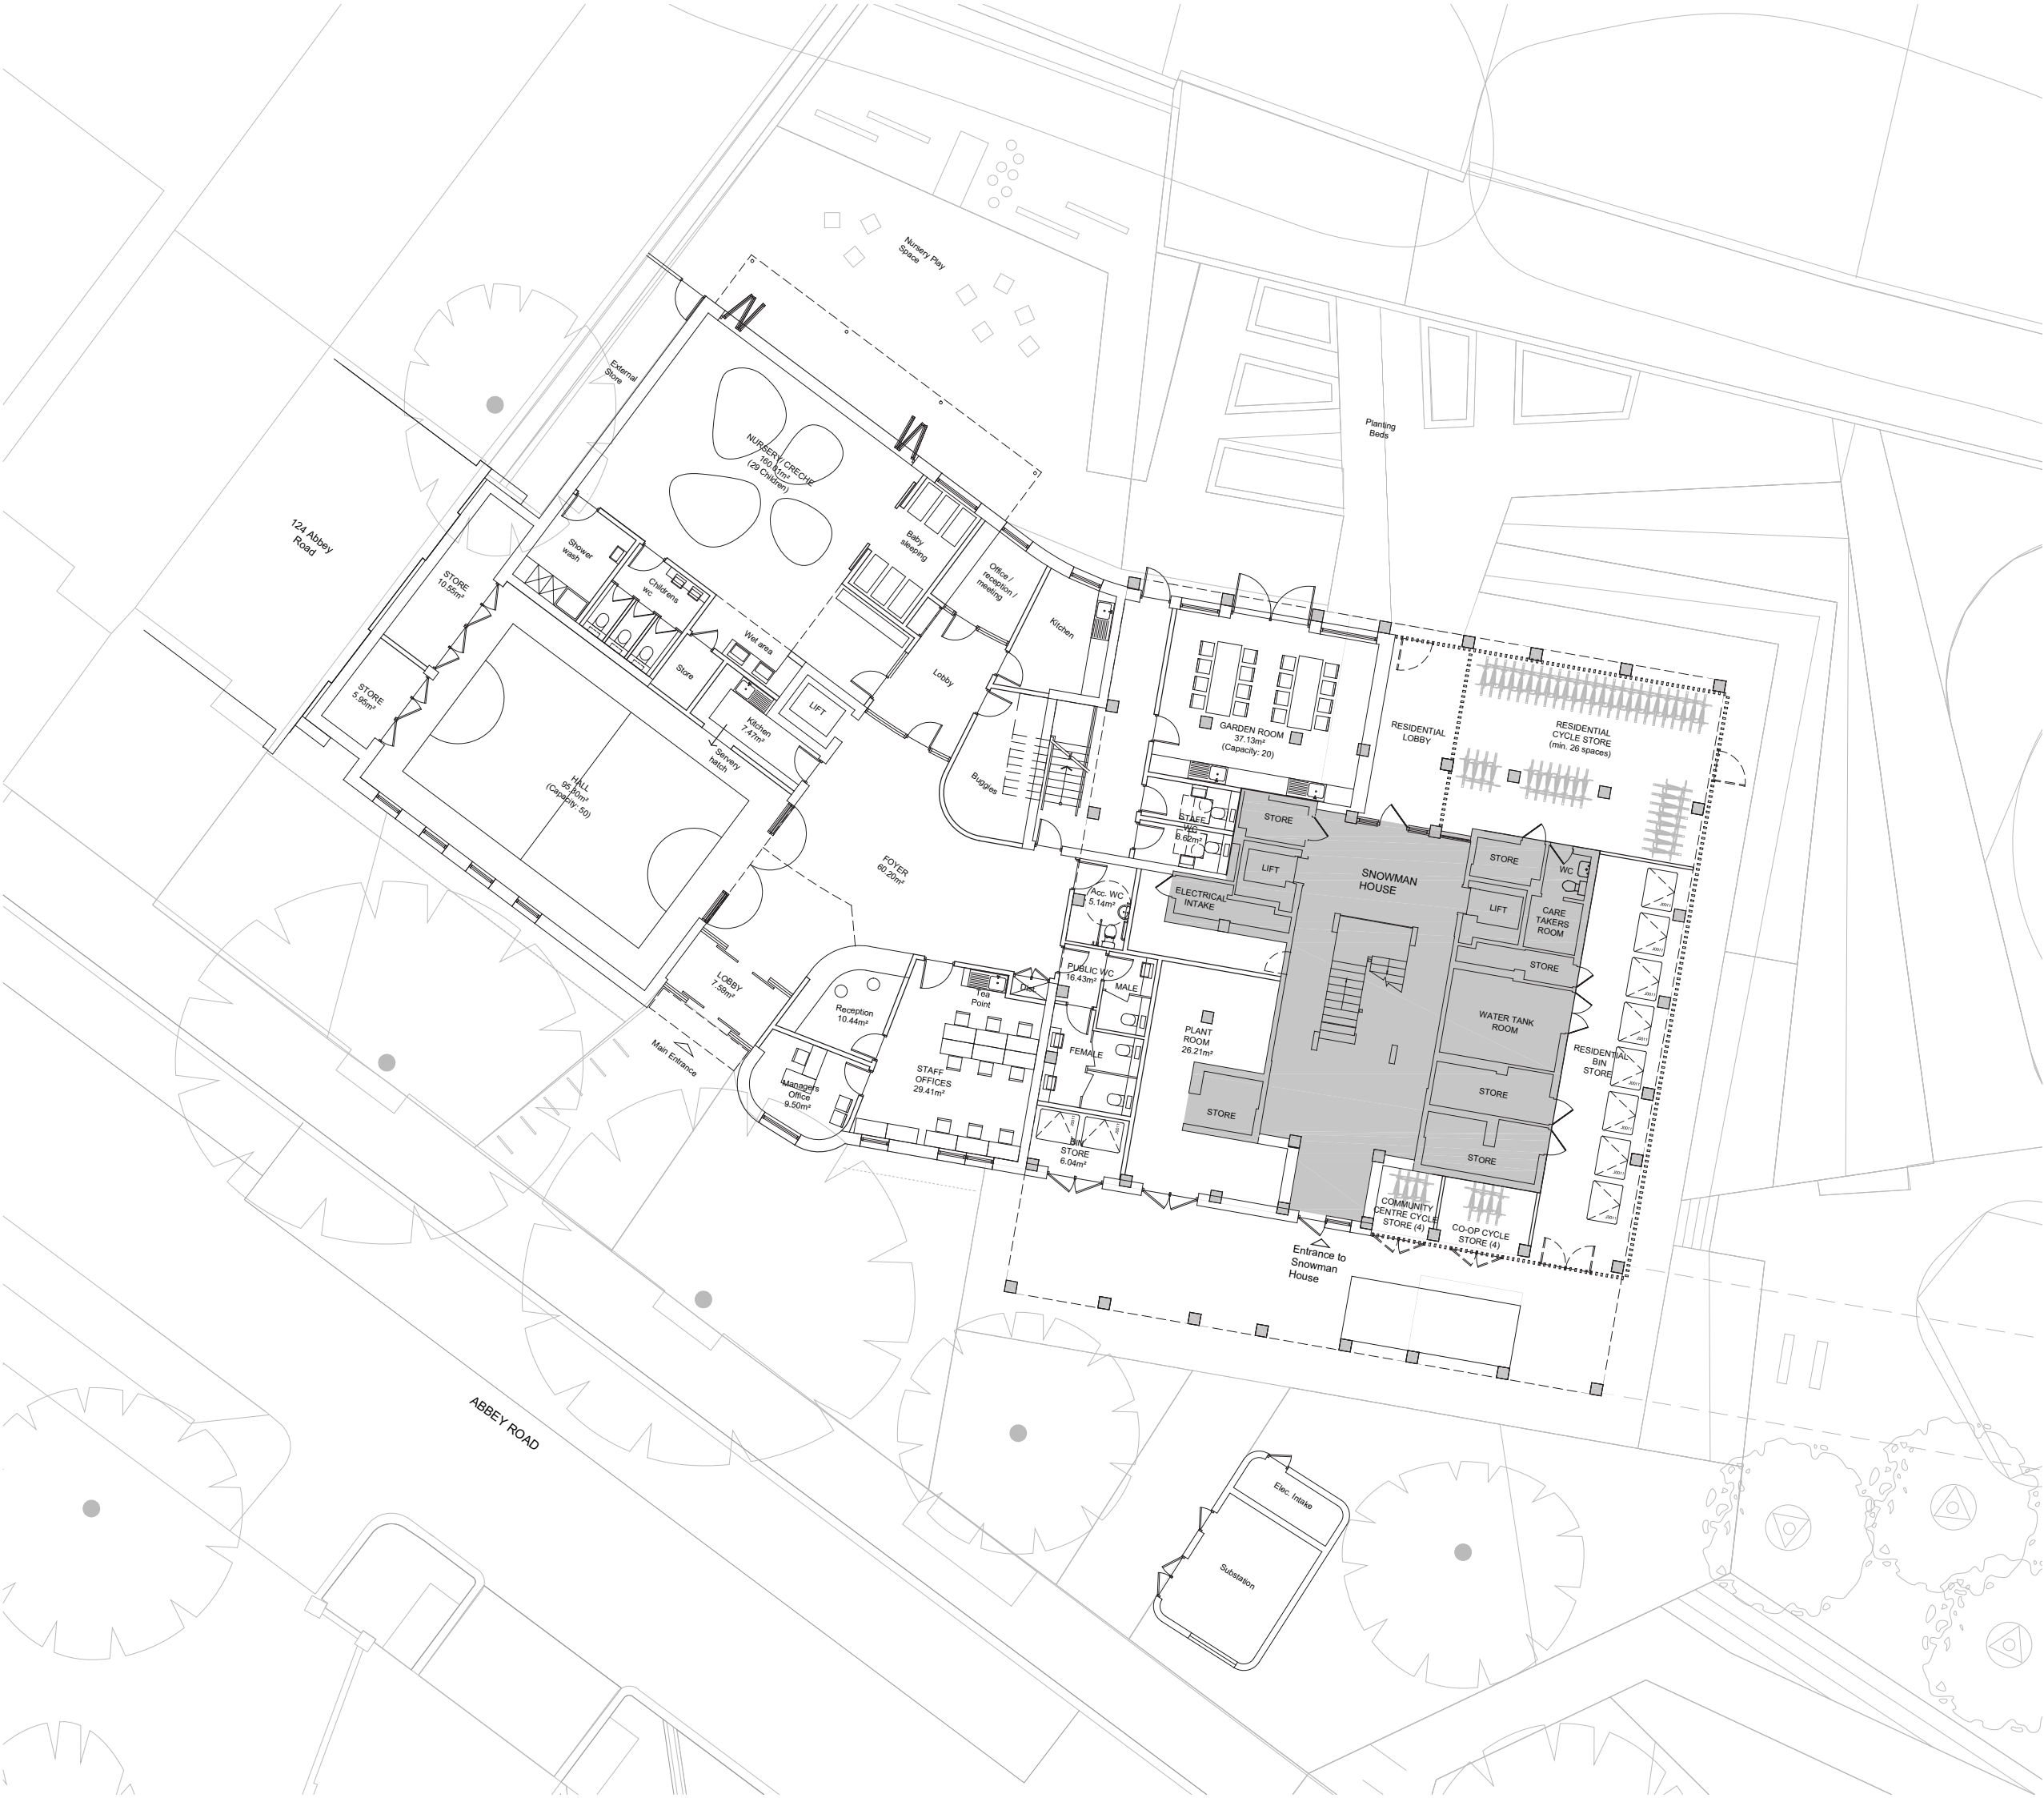 Nursery Play
Space
External
Store
NURSERY/ CRECHE
(29 Children)
Planting
Beds
124 Abbey
Road
Shower
wash
Childrens
wc
Baby
sleeping
Office /
reception /
meeting
Kitchen
STORE
10.55m²
Wet area
Store
Lobby
LIFT
Kitchen
7.47m²
Servery
hatch
STORE
5.95m²
HALL
(Capacity: 50)
Buggies
GARDEN ROOM
37.13m²
(Capacity: 20)
RESIDENTIAL
LOBBY
RESIDENTIAL
CYCLE STORE
(min. 26 spaces)
STAFF
WC
8.62m²
STORE
LIFT
SNOWMAN
HOUSE
STORE
WC
LIFT
CARE
TAKERS
ROOM
FOYER
60.20m²
Acc. WC
5.14m²
ELECTRICAL
INTAKE
LOBBY
7.59m²
Main Entrance
Reception
10.44m²
Tea
Point
Dist.
PUBLIC WC
16.43m²
MALE
FEMALE
STORE
WATER TANK
ROOM
PLANT
ROOM
26.21m²
RESIDENTIAL
BIN
STORE
Managers
Office
9.50m²
STAFF
OFFICES
29.41m²
STORE
STORE
STORE
BIN
STORE
6.04m²
COMMUNITY
CENTRE CYCLE
STORE (4)
CO-OP CYCLE
STORE (4)
Entrance to
Snowman
House
ABBEY ROAD
Elec. Intake
Substation